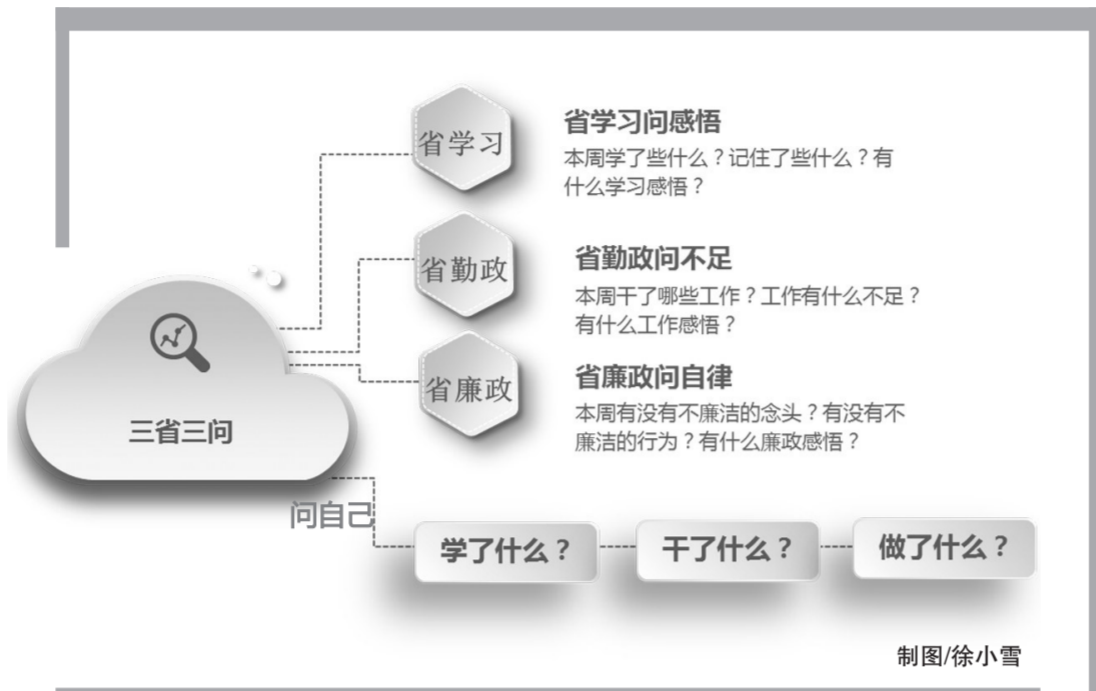 省学习
省学习问感悟
本周学了些什么？记住了些什么？有
什么学习感悟？
省勤政
省勤政问不足
本周干了哪些工作？工作有什么不足？
有什么工作感悟？
省廉政
省廉政问自律
本周有没有不廉洁的念头？有没有不
廉洁的行为？有什么廉政感悟？
三省三问
问自己
学了什么？
干了什么？
做了什么？
制图/徐小雪